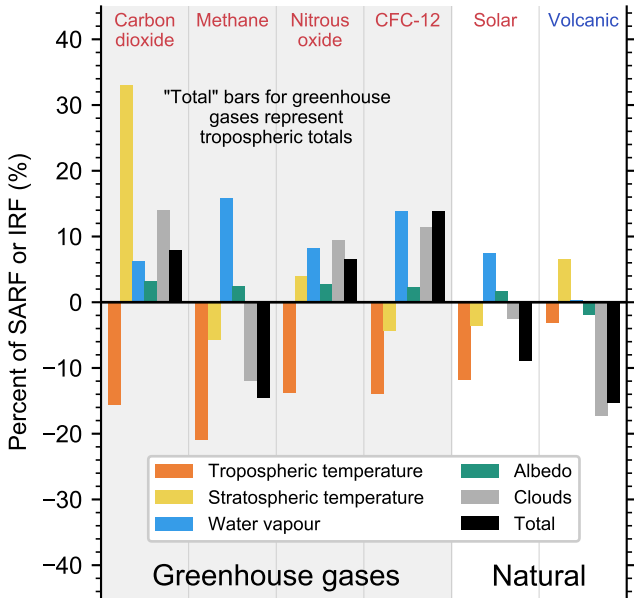 Carbon
dioxide
Methane
Nitrous
oxide
CFC-12
Solar
Volcanic
"Total" bars for greenhouse
gases represent
tropospheric totals
Percent of SARF or IRF (%)
40
30
20
10
0
−10
−20
−30
−40
Tropospheric temperature
Stratospheric temperature
Water vapour
Albedo
Clouds
Total
Greenhouse gases
Natural